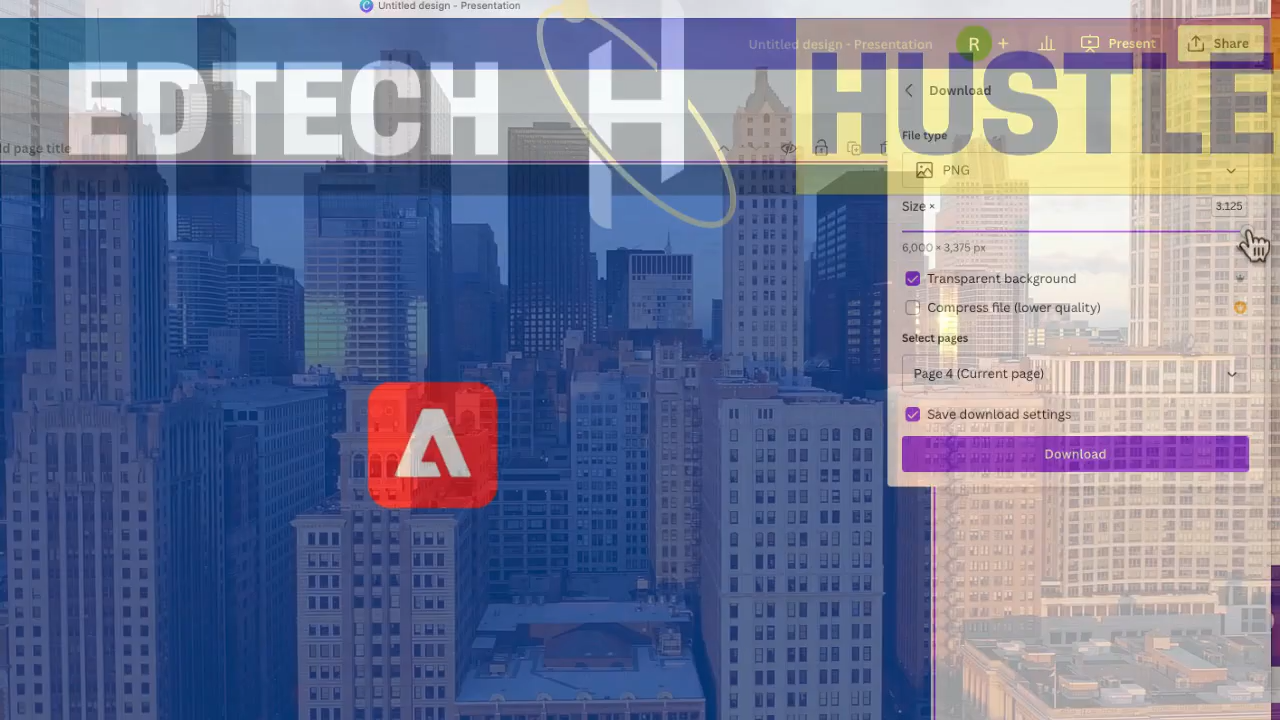 Untitled design - Presentation
Untitled design - Presentation
R
Present
Share
EDTECH H HUSTLE
Download
File type
d page title
PNG
Size ×
3.125
6,000 × 3,375 px
Transparent background
Compress file (lower quality)
Select pages
Page 4 (Current page)
Save download settings
Download